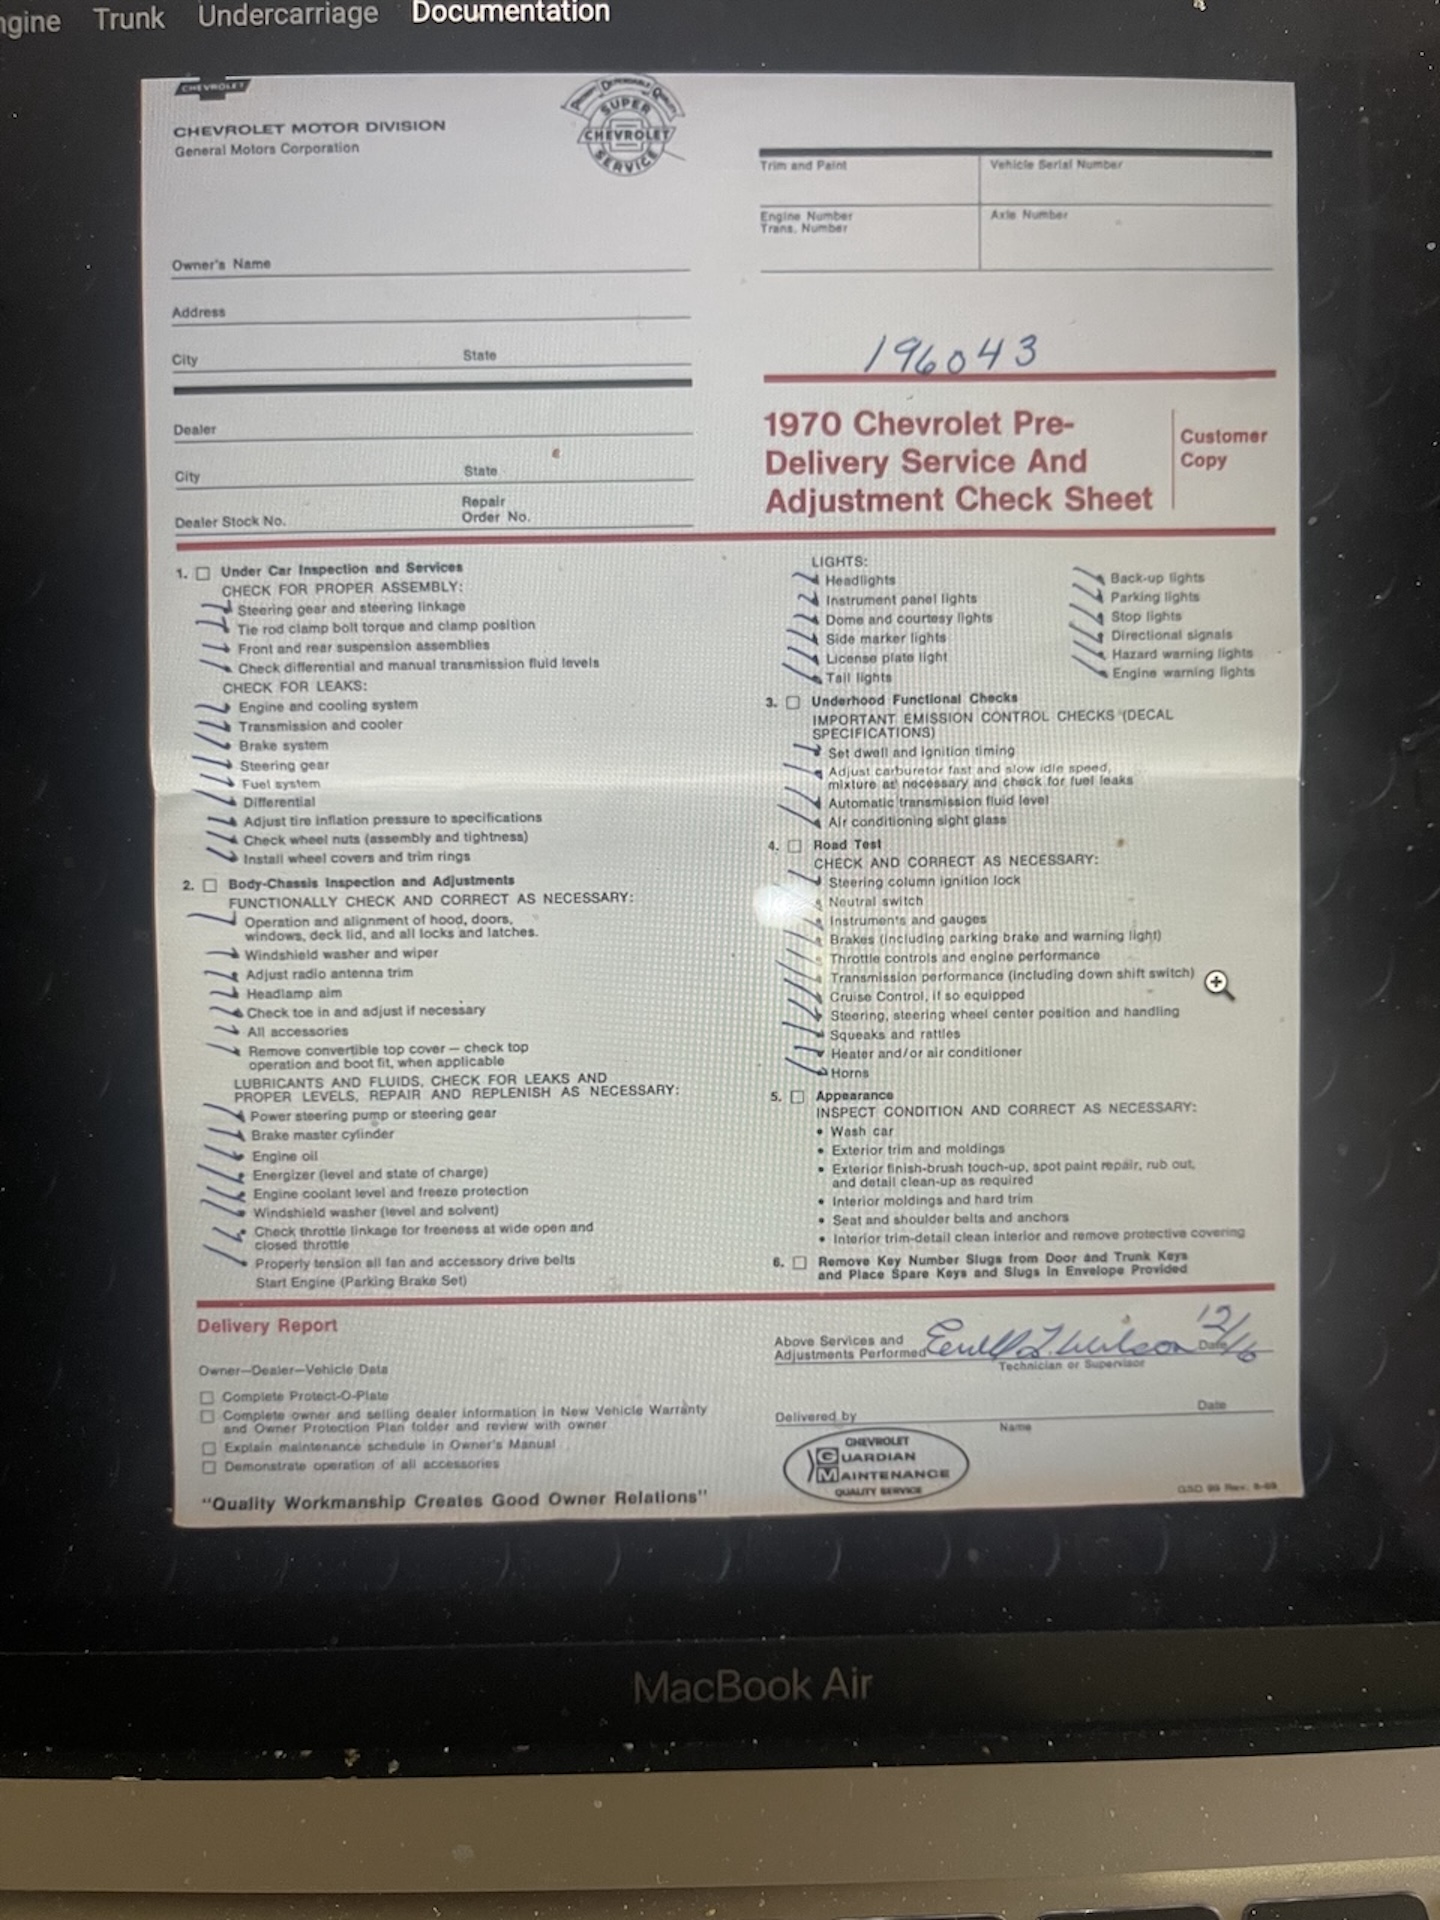 Trunk Undercarriage Documentation
CHEVROLET
CHEVROLET MOTOR DIVISION
General Motors Corporation
SUPER
CHEVROLET
SERVICE
Trim and Paint
Vehicle Serial Number
Engine Number
Trans. Number
Axle Number
Owner's Name
Address
City State
196043
Dealer
City State
Repair
Dealer Stock No. Order No.
1970 Chevrolet Pre-
Delivery Service And
Adjustment Check Sheet
Customer
Copy
1. Under Car Inspection and Services
CHECK FOR PROPER ASSEMBLY:
Steering gear and steering linkage
Tie rod clamp bolt torque and clamp position
Front and rear suspension assemblies
Check differential and manual transmission fluid levels
CHECK FOR LEAKS:
Engine and cooling system
Transmission and cooler
Brake system
Steering gear
Fuel system
Differential
Adjust tire inflation pressure to specifications
Check wheel nuts (assembly and tightness)
Install wheel covers and trim rings
2. Body-Chassis Inspection and Adjustments
FUNCTIONALLY CHECK AND CORRECT AS NECESSARY:
Operation and alignment of hood, doors,
windows, deck lid, and all locks and latches.
Windshield washer and wiper
Adjust radio antenna trim
Headlamp aim
Check toe in and adjust if necessary
All accessories
Remove convertible top cover — check top
operation and boot fit, when applicable
LUBRICANTS AND FLUIDS, CHECK FOR LEAKS AND
PROPER LEVELS, REPAIR AND REPLENISH AS NECESSARY:
Power steering pump or steering gear
Brake master cylinder
Engine oil
Energizer (level and state of charge)
Engine coolant level and freeze protection
Windshield washer (level and solvent)
Check throttle linkage for freeness at wide open and
closed throttle
Properly tension all fan and accessory drive belts
Start Engine (Parking Brake Set)
LIGHTS:
Headlights
Instrument panel lights
Dome and courtesy lights
Side marker lights
License plate light
Tail lights
Back-up lights
Parking lights
Stop lights
Directional signals
Hazard warning lights
Engine warning lights
3. Underhood Functional Checks
IMPORTANT EMISSION CONTROL CHECKS (DECAL
SPECIFICATIONS)
Set dwell and ignition timing
Adjust carburetor fast and slow idle speed,
mixture as necessary and check for fuel leaks
Automatic transmission fluid level
Air conditioning sight glass
4. Road Test
CHECK AND CORRECT AS NECESSARY:
Steering column ignition lock
Neutral switch
Instruments and gauges
Brakes (including parking brake and warning light)
Throttle controls and engine performance
Transmission performance (including down shift switch)
Cruise Control, if so equipped
Steering, steering wheel center position and handling
Squeaks and rattles
Heater and/or air conditioner
Horns
5. Appearance
INSPECT CONDITION AND CORRECT AS NECESSARY:
• Wash car
• Exterior trim and moldings
• Exterior finish-brush touch-up, spot paint repair, rub out,
and detail clean-up as required
• Interior moldings and hard trim
• Seat and shoulder belts and anchors
• Interior trim-detail clean interior and remove protective covering
6. Remove Key Number Slugs from Door and Trunk Keys
and Place Spare Keys and Slugs in Envelope Provided
Delivery Report
Owner—Dealer—Vehicle Data
Complete Protect-O-Plate
Complete owner and selling dealer information in New Vehicle Warranty
and Owner Protection Plan folder and review with owner
Explain maintenance schedule in Owner's Manual
Demonstrate operation of all accessories
"Quality Workmanship Creates Good Owner Relations"
Above Services and
Adjustments Performed Wilson 12/16 Date
Technician or Supervisor
Delivered by Date
Name
CHEVROLET
GUARDIAN
MAINTENANCE
QUALITY SERVICE
GSD 99 Rev. 8-69
MacBook Air